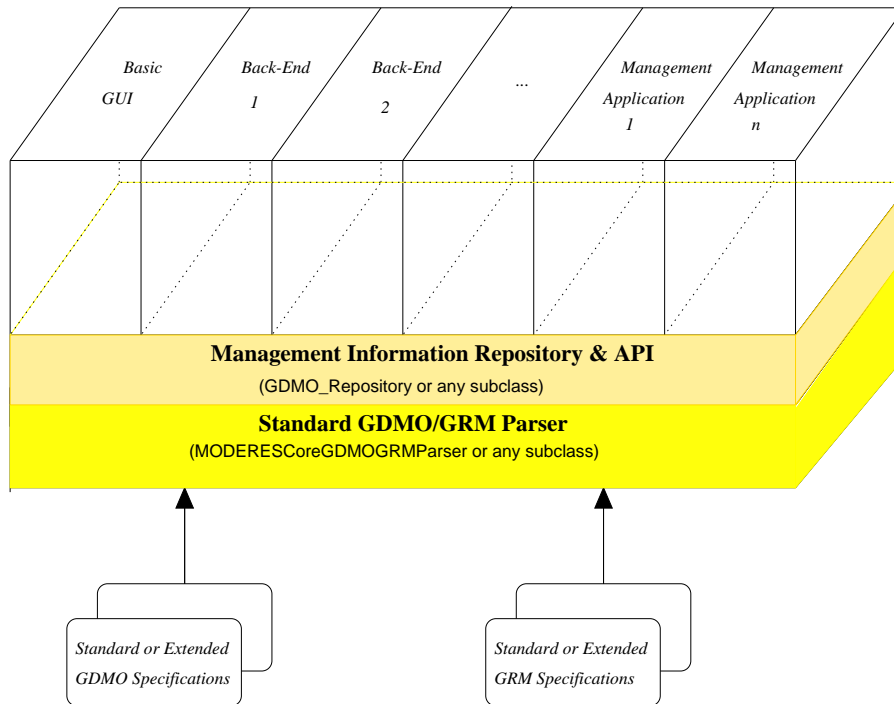 Basic
GUI
Back-End
1
Back-End
2
...
Management
Application
1
Management
Application
n
Management Information Repository & API
(GDMO_Repository or any subclass)
Standard GDMO/GRM Parser
(MODERESCoreGDMOGRMParser or any subclass)
Standard or Extended
GDMO Specifications
Standard or Extended
GRM Specifications